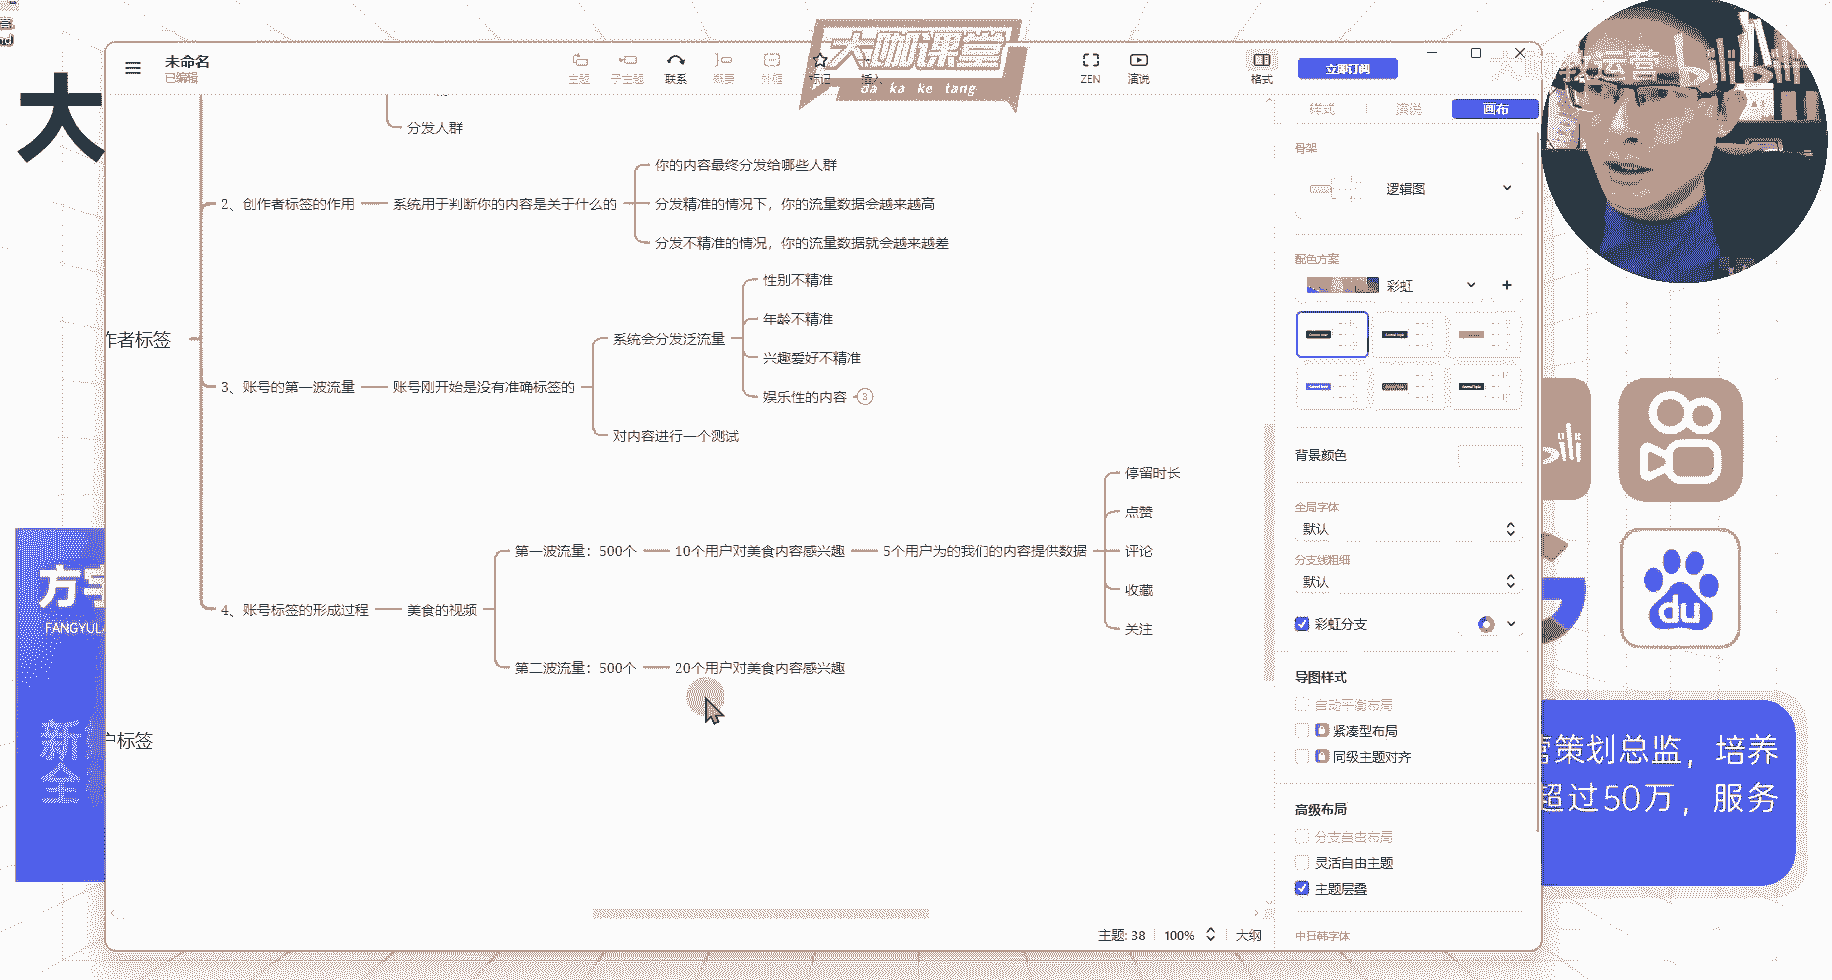 未命名
已编辑
主题
子主题
联系
概要
外框
标记
插入
ZEN
演说
格式
立即订阅
大咖课堂
da ka ke tang
运营
大
样式
演说
画布
骨架
逻辑图
配色方案
彩虹
背景颜色
全局字体
默认
分支线粗细
默认
彩虹分支
导图样式
自动平衡布局
紧凑型布局
同级主题对齐
高级布局
分支自由布局
灵活自由主题
主题层叠
中日韩字体
分发人群
作者标签
2、创作者标签的作用
系统用于判断你的内容是关于什么的
你的内容最终分发给哪些人群
分发精准的情况下，你的流量数据会越来越高
分发不精准的情况，你的流量数据就会越来越差
3、账号的第一波流量
账号刚开始是没有准确标签的
系统会分发泛流量
性别不精准
年龄不精准
兴趣爱好不精准
娱乐性的内容
3
对内容进行一个测试
4、账号标签的形成过程
美食的视频
第一波流量：500个
10个用户对美食内容感兴趣
5个用户为的我们的内容提供数据
停留时长
点赞
评论
收藏
关注
第二波流量：500个
20个用户对美食内容感兴趣
户标签
主题: 38
100%
大纲
方宇
FANGYUL
新
全
du
营策划总监，培养
超过50万，服务